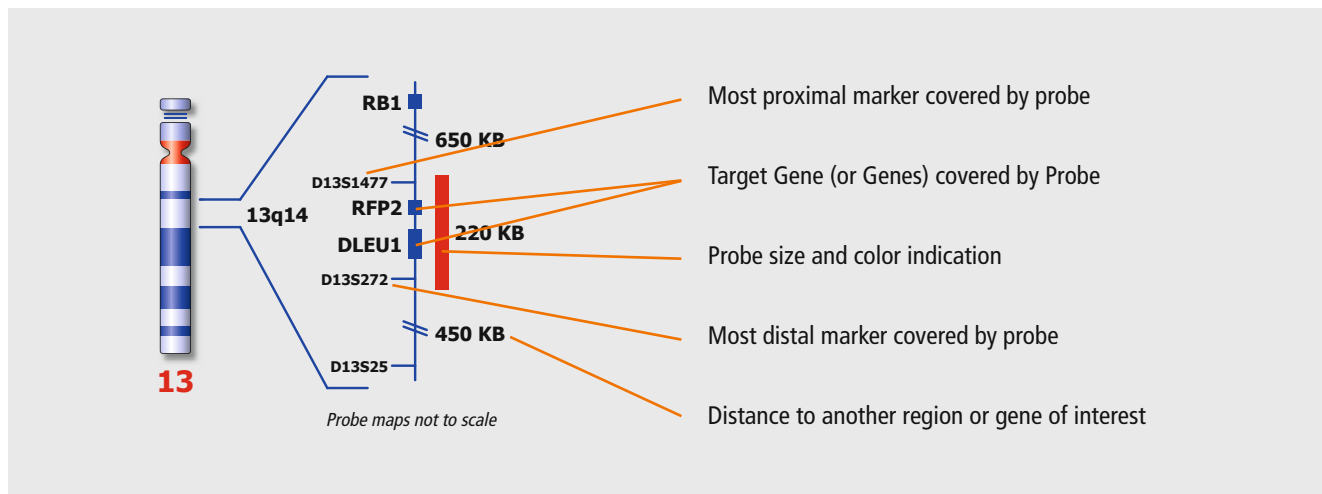 RB1
650 KB
D13S1477
RFP2
13q14
220 KB
DLEU1
D13S272
450 KB
D13S25
13
Probe maps not to scale
Most proximal marker covered by probe
Target Gene (or Genes) covered by Probe
Probe size and color indication
Most distal marker covered by probe
Distance to another region or gene of interest